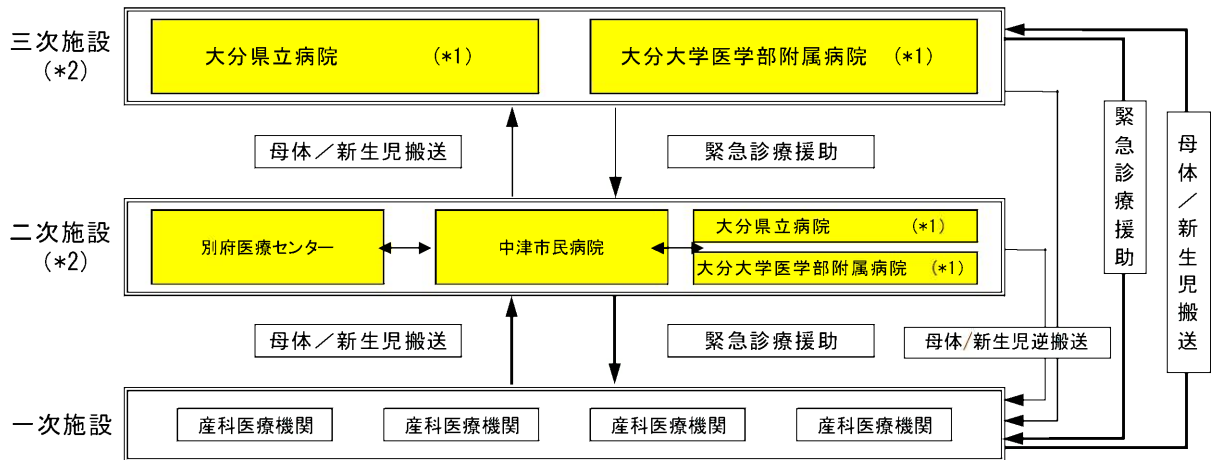 三次施設
(*2)
大分県立病院 (*1)
大分大学医学部附属病院 (*1)
母体／新生児搬送
緊急診療援助
二次施設
(*2)
別府医療センター
中津市民病院
大分県立病院 (*1)
大分大学医学部附属病院 (*1)
母体／新生児搬送
緊急診療援助
母体/新生児逆搬送
一次施設
産科医療機関
産科医療機関
産科医療機関
産科医療機関
緊急診療援助
母体／新生児搬送